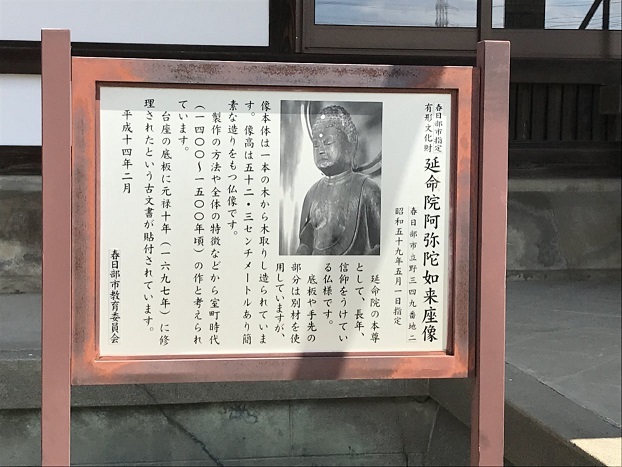 春日部市指定
有形文化財
延命院阿弥陀如来座像
春日部市立野三四九番地二
昭和五十九年五月一日指定
延命院の本尊
として、長年、
信仰をうけてい
る仏様です。
底板や手先の
部分は別材を使
用していますが、
像本体は一本の木から木取りし造られていま
す。像高は五十二・三センチメートルあり簡
素な造りをもつ仏像です。
製作の方法や全体の特徴などから室町時代
（一四〇〇～一五〇〇年頃）の作と考えられ
ています。
台座の底板に元禄十年（一六九七年）に修
理されたという古文書が貼付されています。
平成十四年二月
春日部市教育委員会